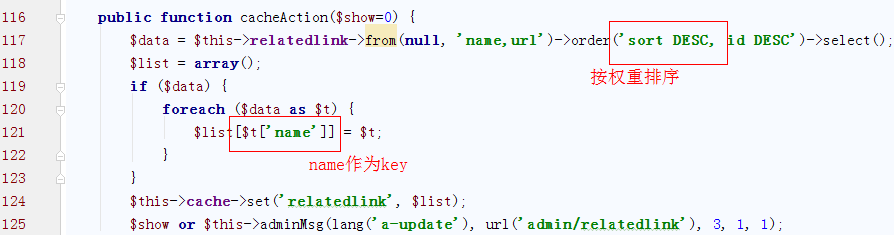 116 public function cacheAction($show=0) {
117 $data = $this->relatedlink->from(null, 'name,url')->order('sort DESC, id DESC')->select();
按权重排序
118 $list = array();
119 if ($data) {
120 foreach ($data as $t) {
121 $list[$t['name']] = $t;
122 }
name作为key
123 }
124 $this->cache->set('relatedlink', $list);
125 $show or $this->adminMsg(lang('a-update'), url('admin/relatedlink'), 3, 1, 1);